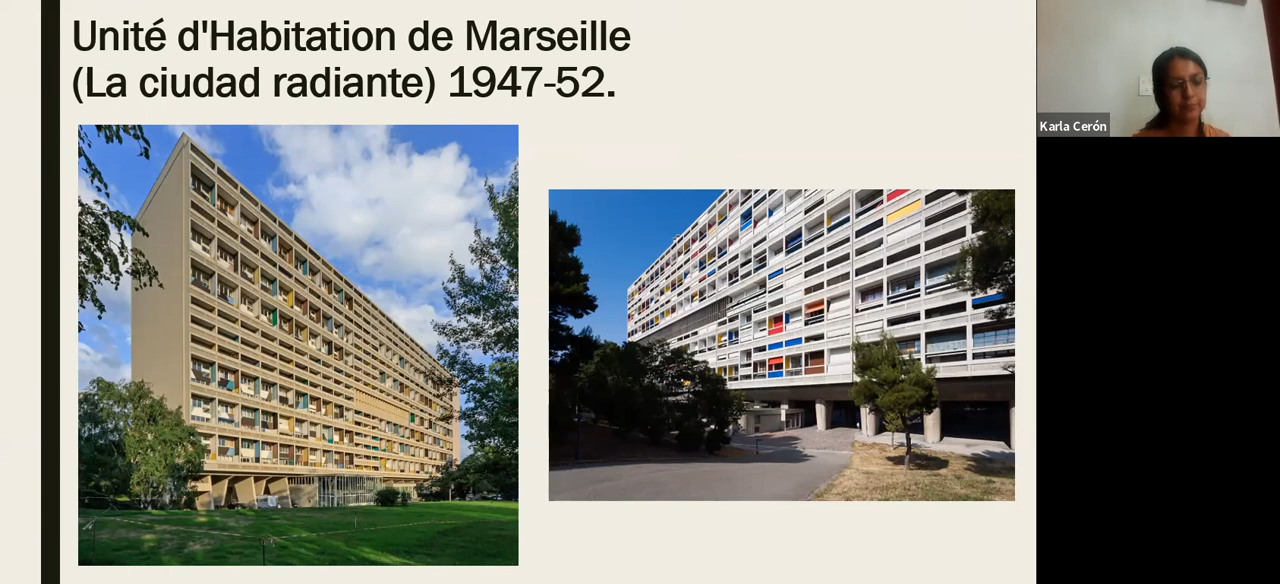 Unité d'Habitation de Marseille
(La ciudad radiante) 1947-52.
Karla Cerón